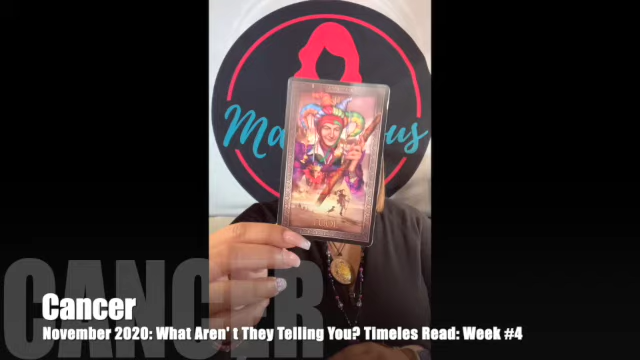 CANCER
Cancer
November 2020: What Aren' t They Telling You? Timeles Read: Week #4